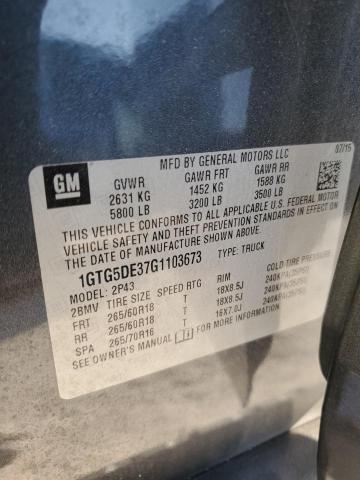 GM
MFD BY GENERAL MOTORS LLC
07/15
GVWR GAWR FRT GAWR RR
2631 KG 1452 KG 1588 KG
5800 LB 3200 LB 3500 LB
THIS VEHICLE CONFORMS TO ALL APPLICABLE U.S. FEDERAL MOTOR
VEHICLE SAFETY AND THEFT PREVENTION STANDARDS IN EFFECT ON
THE DATE OF MANUFACTURE SHOWN ABOVE.
1GTG5DE37G1103673 TYPE: TRUCK
MODEL: 2P43
2BMV TIRE SIZE SPEED RTG RIM COLD TIRE PRESSURE
FRT 265/60R18 T 18X8.5J 240KPA(35PSI)
RR 265/60R18 T 18X8.5J 240KPA(35PSI)
SPA 265/70R16 T 16X7.0J 240KPA(35PSI)
SEE OWNER'S MANUAL FOR ADDITIONAL INFORMATION